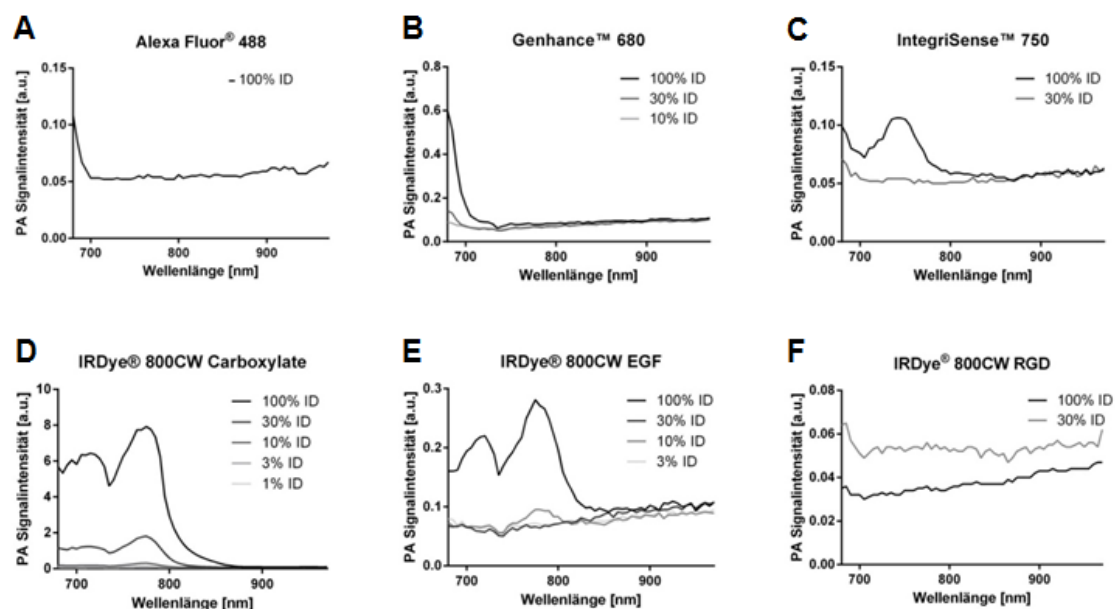 A
Alexa Fluor® 488
PA Signalintensität [a.u.]
0.15
0.10
0.05
0.00
100% ID
700
800
900
Wellenlänge [nm]
B
Genhance™ 680
PA Signalintensität [a.u.]
0.8
0.6
0.4
0.2
0.0
100% ID
30% ID
10% ID
700
800
900
Wellenlänge [nm]
C
IntegriSense™ 750
PA Signalintensität [a.u.]
0.15
0.10
0.05
0.00
100% ID
30% ID
700
800
900
Wellenlänge [nm]
D
IRDye® 800CW Carboxylate
PA Signalintensität [a.u.]
10
8
6
4
2
0
100% ID
30% ID
10% ID
3% ID
1% ID
700
800
900
Wellenlänge [nm]
E
IRDye® 800CW EGF
PA Signalintensität [a.u.]
0.3
0.2
0.1
0.0
100% ID
30% ID
10% ID
3% ID
700
800
900
Wellenlänge [nm]
F
IRDye® 800CW RGD
PA Signalintensität [a.u.]
0.08
0.06
0.04
0.02
0.00
100% ID
30% ID
700
800
900
Wellenlänge [nm]